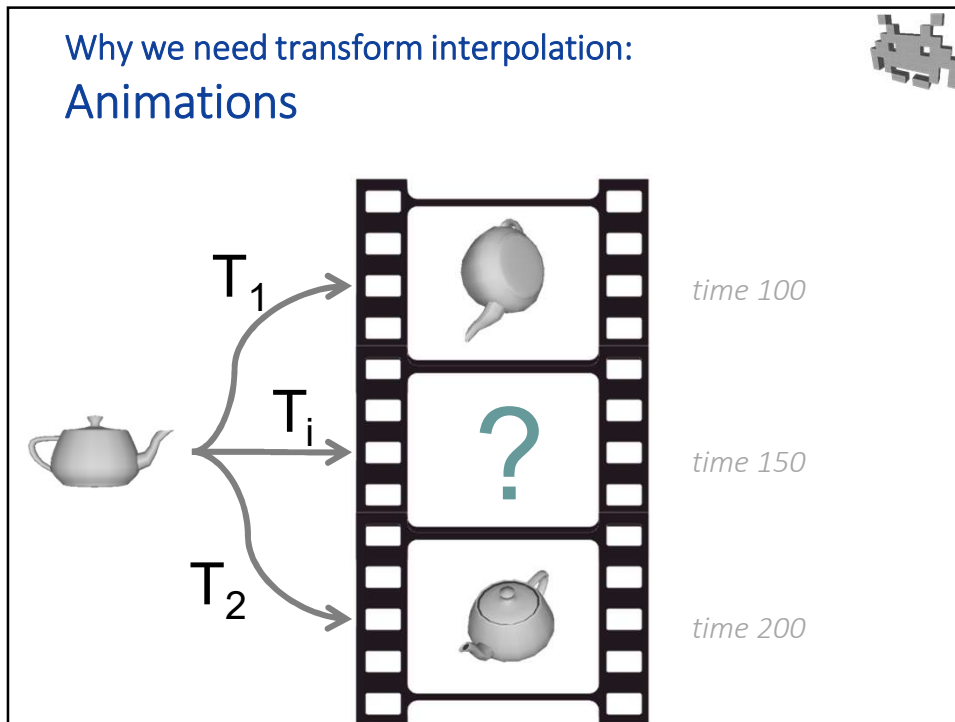 Why we need transform interpolation:
Animations
T1
time 100
Ti
?
time 150
T2
time 200